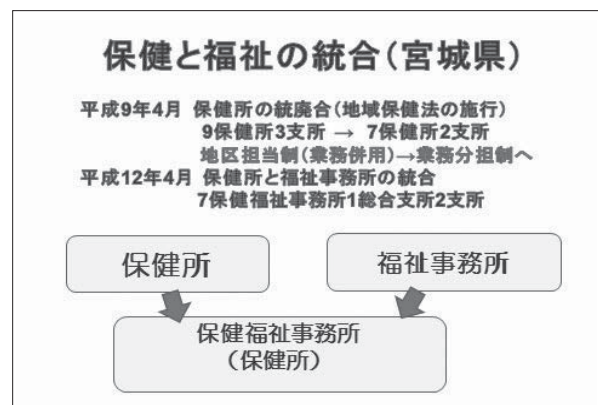 保健と福祉の統合(宮城県)
平成9年4月 保健所の統廃合(地域保健法の施行)
9保健所3支所 → 7保健所2支所
地区担当制(業務併用)→業務分担制へ
平成12年4月 保健所と福祉事務所の統合
7保健福祉事務所1総合支所2支所
保健所
福祉事務所
保健福祉事務所
(保健所)